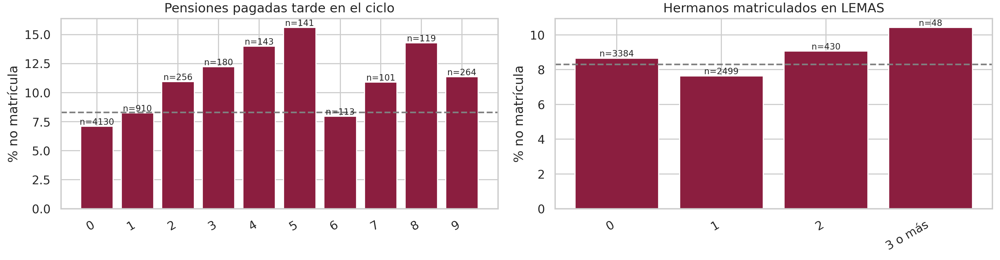 Pensiones pagadas tarde en el ciclo
% no matrícula
15.0
12.5
10.0
7.5
5.0
2.5
0.0
n=4130
n=910
n=256
n=180
n=143
n=141
n=113
n=101
n=119
n=264
0
1
2
3
4
5
6
7
8
9
Hermanos matriculados en LEMAS
% no matrícula
10
8
6
4
2
0
n=3384
n=2499
n=430
n=48
0
1
2
3 o más